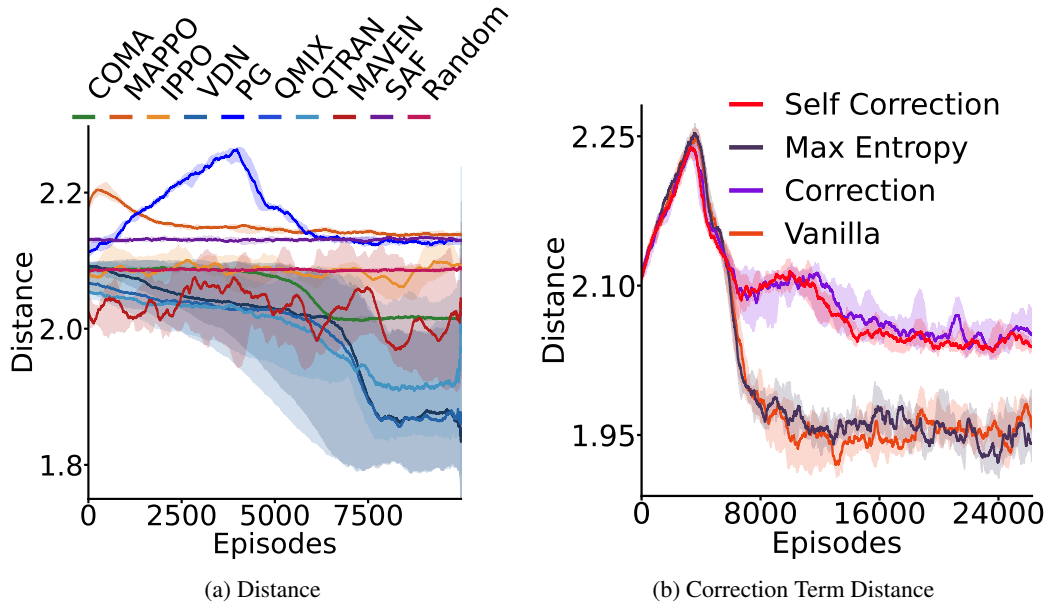 COMA MAPPO IPPO VDN PG QMIX QTRAN MAVEN SAF Random
2.2
2.0
1.8
Distance
0 2500 5000 7500
Episodes
(a) Distance
Self Correction
Max Entropy
Correction
Vanilla
2.25
2.10
1.95
Distance
0 8000 16000 24000
Episodes
(b) Correction Term Distance